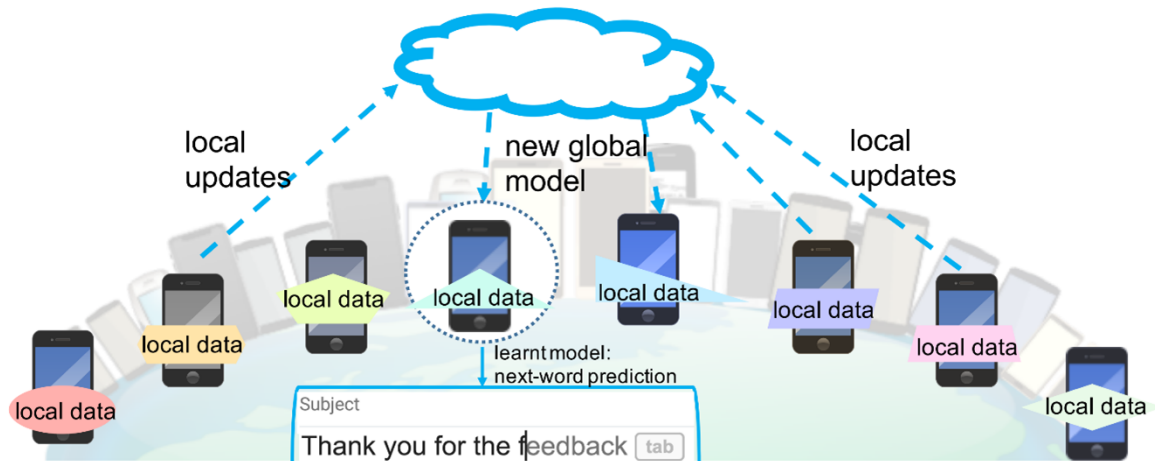 local
updates
new global
model
local
updates
local data
local data
local data
local data
local data
local data
local data
local data
learnt model:
next-word prediction
Subject
Thank you for the feedback tab